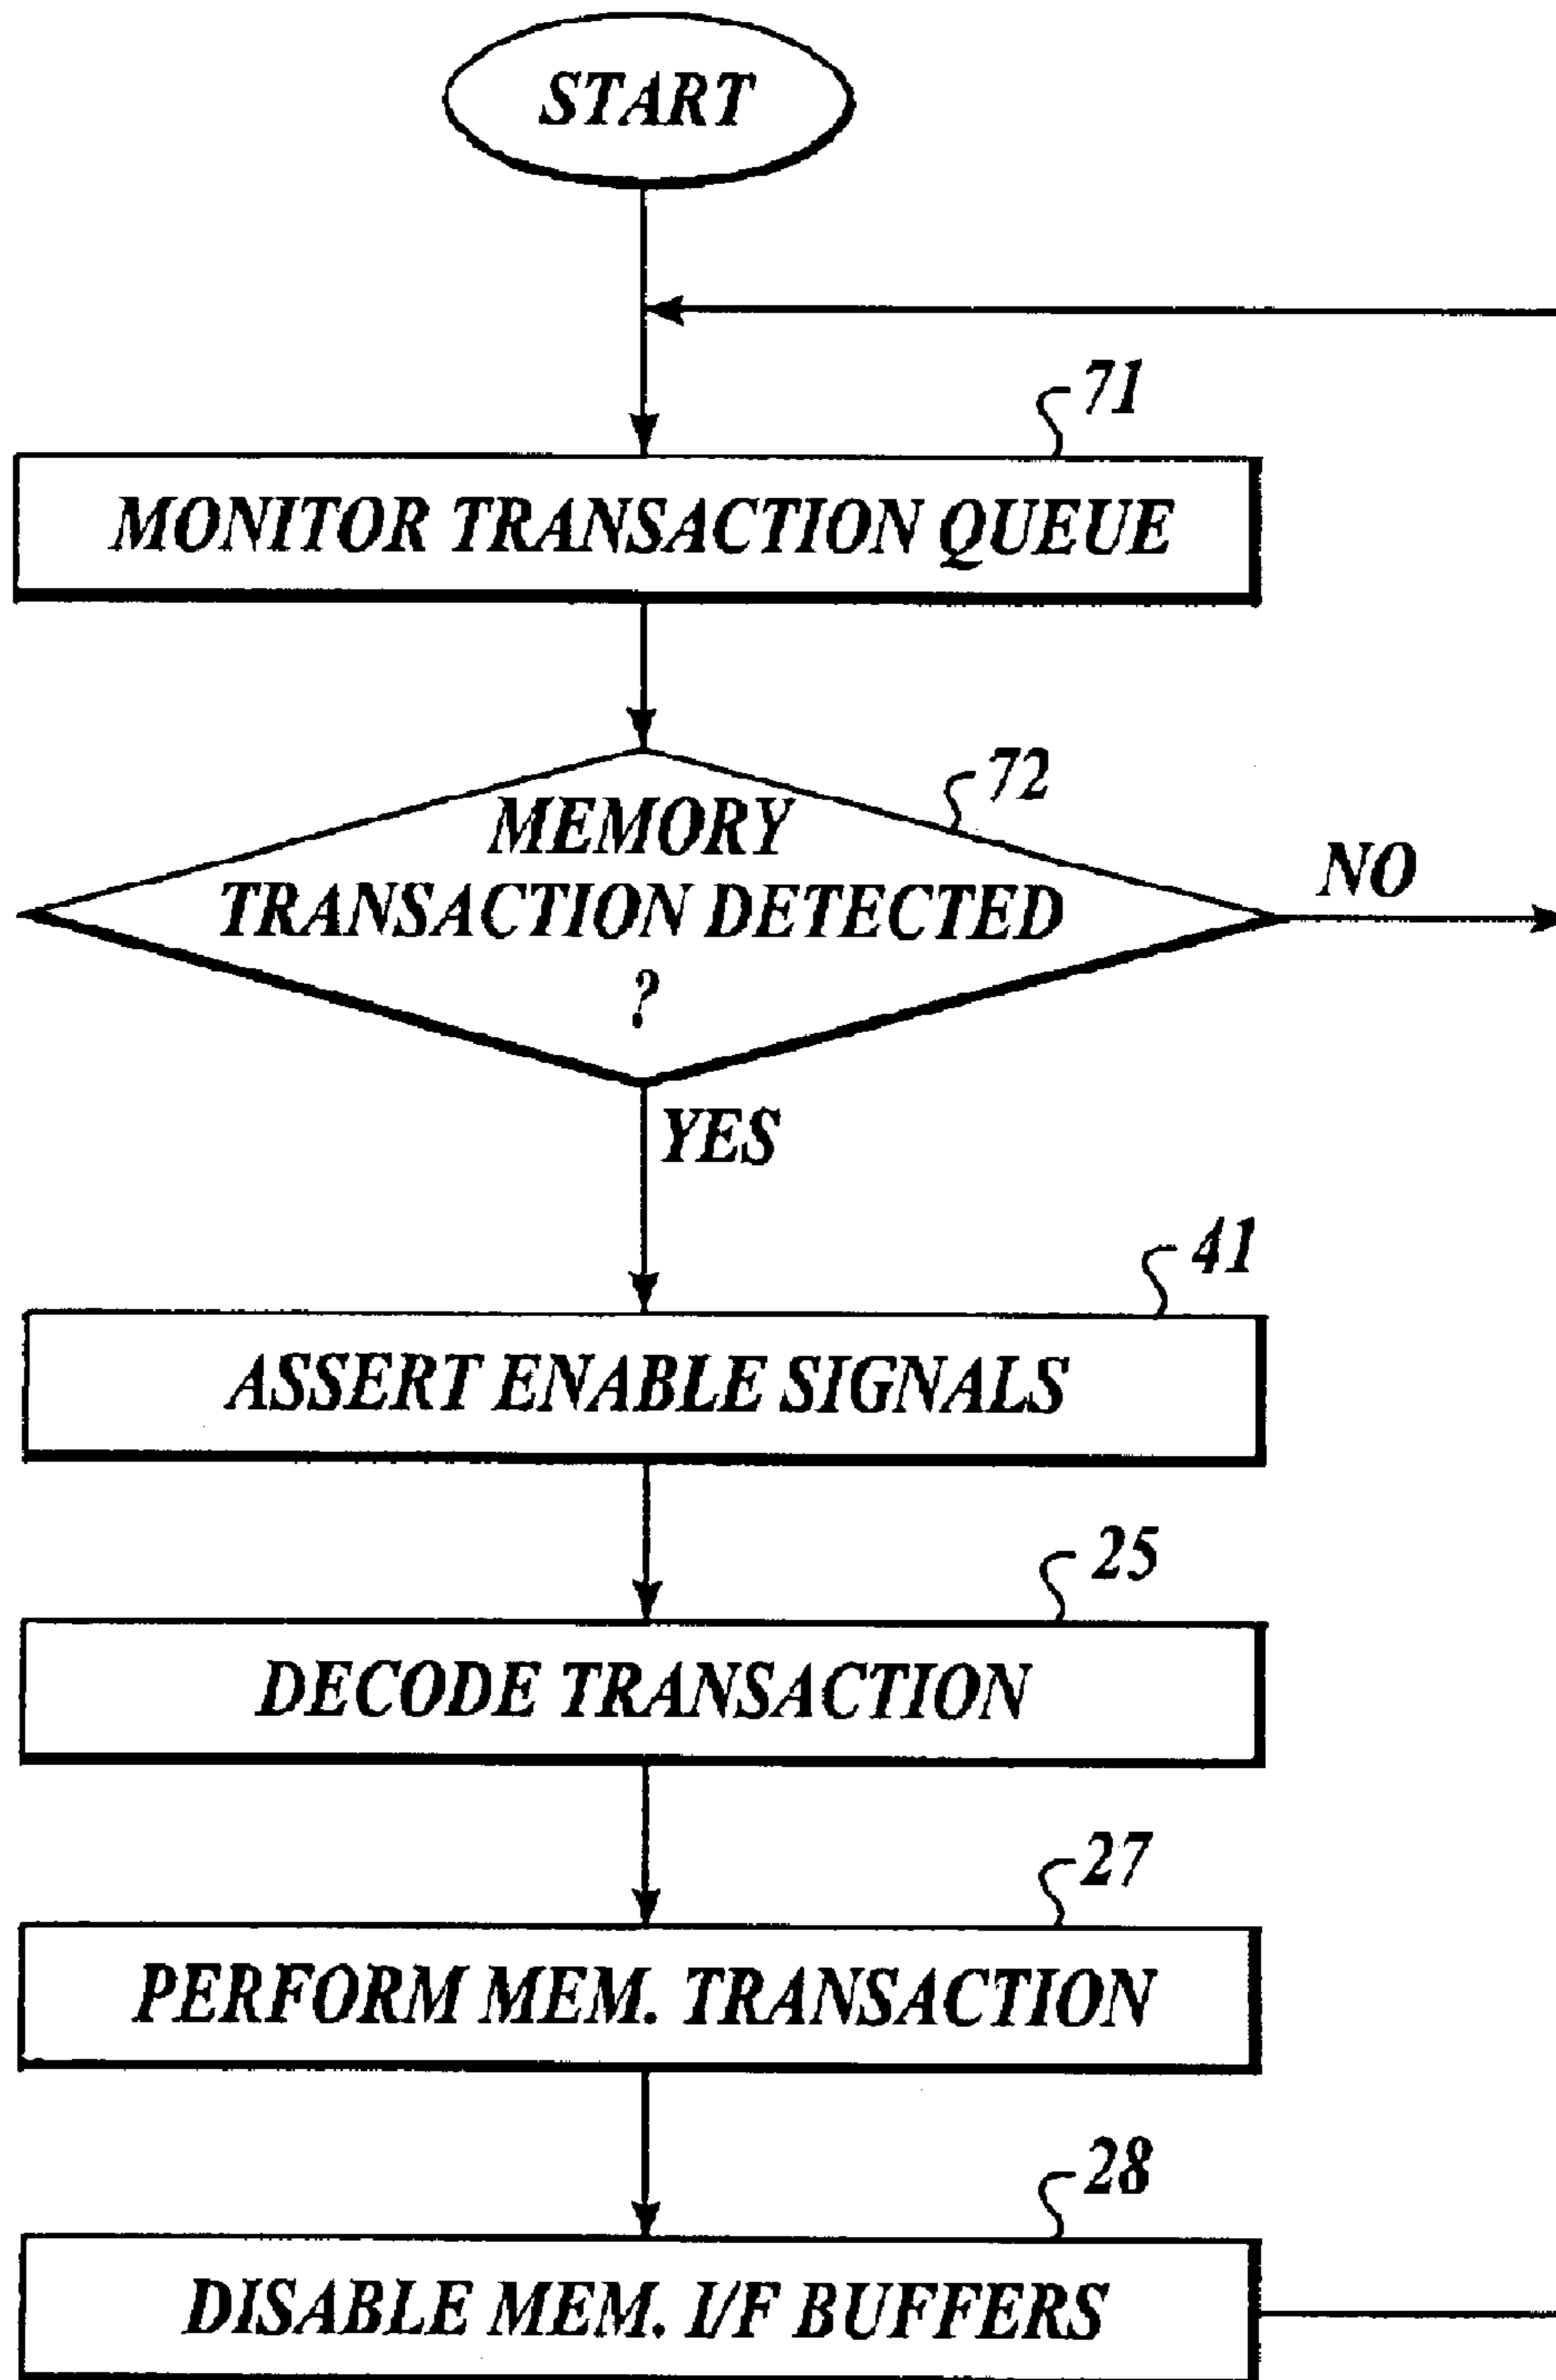 START
71
MONITOR TRANSACTION QUEUE
72
MEMORY
TRANSACTION DETECTED
?
NO
YES
41
ASSERT ENABLE SIGNALS
25
DECODE TRANSACTION
27
PERFORM MEM. TRANSACTION
28
DISABLE MEM. I/F BUFFERS